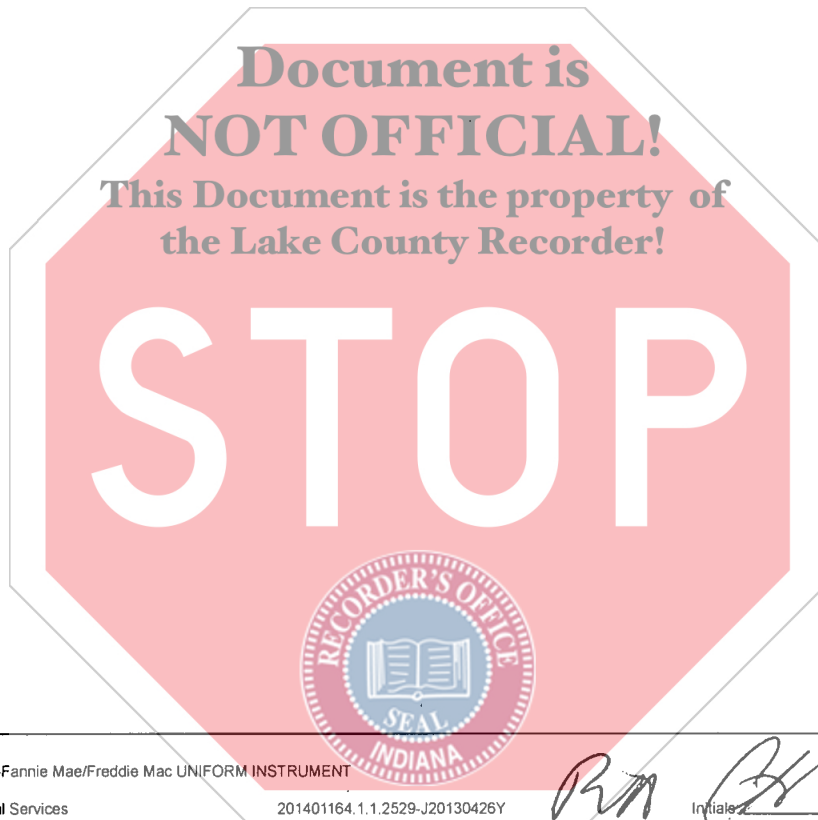 Document is
NOT OFFICIAL!
This Document is the property of
the Lake County Recorder!
STOP
RECORDER'S OFFICE
SEAL
INDIANA
Fannie Mae/Freddie Mac UNIFORM INSTRUMENT
Services 201401164.1.1.2529-J20130426Y Initials: